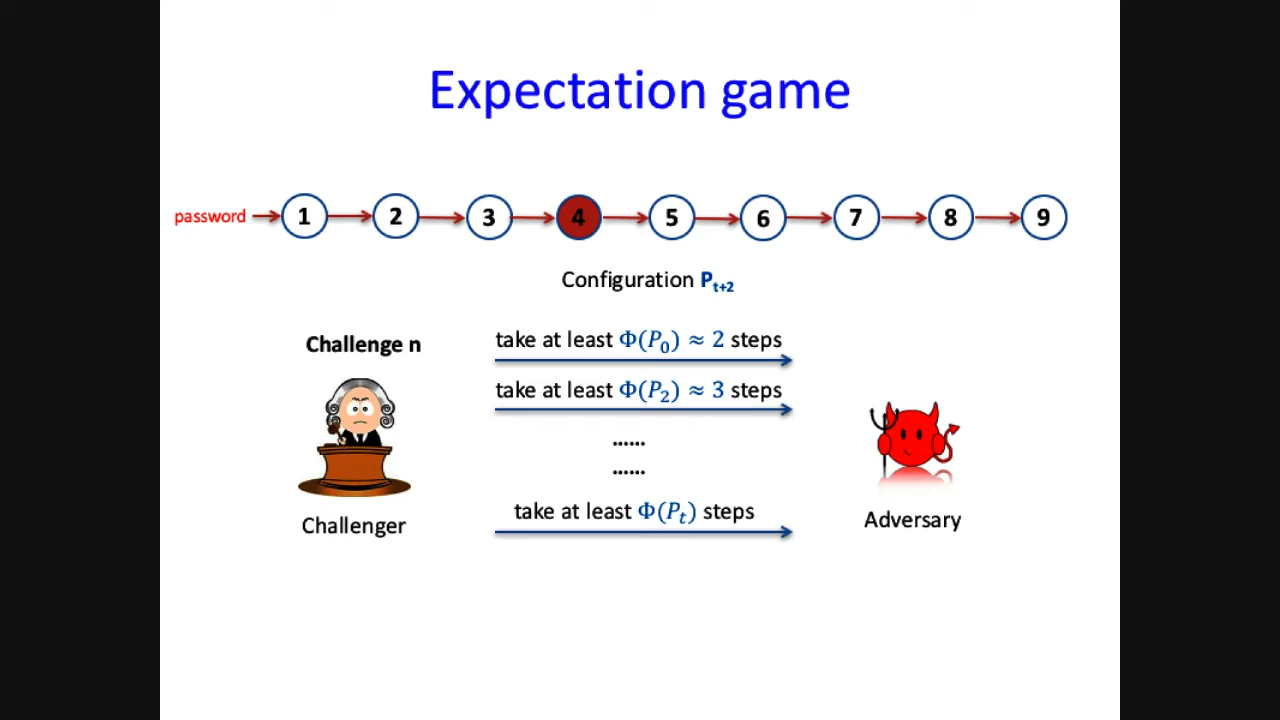 Expectation game
password 1 2 3 4 5 6 7 8 9
Configuration P_{t+2}
Challenge n
take at least Φ(P_0) ≈ 2 steps
take at least Φ(P_2) ≈ 3 steps
......
......
take at least Φ(P_t) steps
Challenger
Adversary